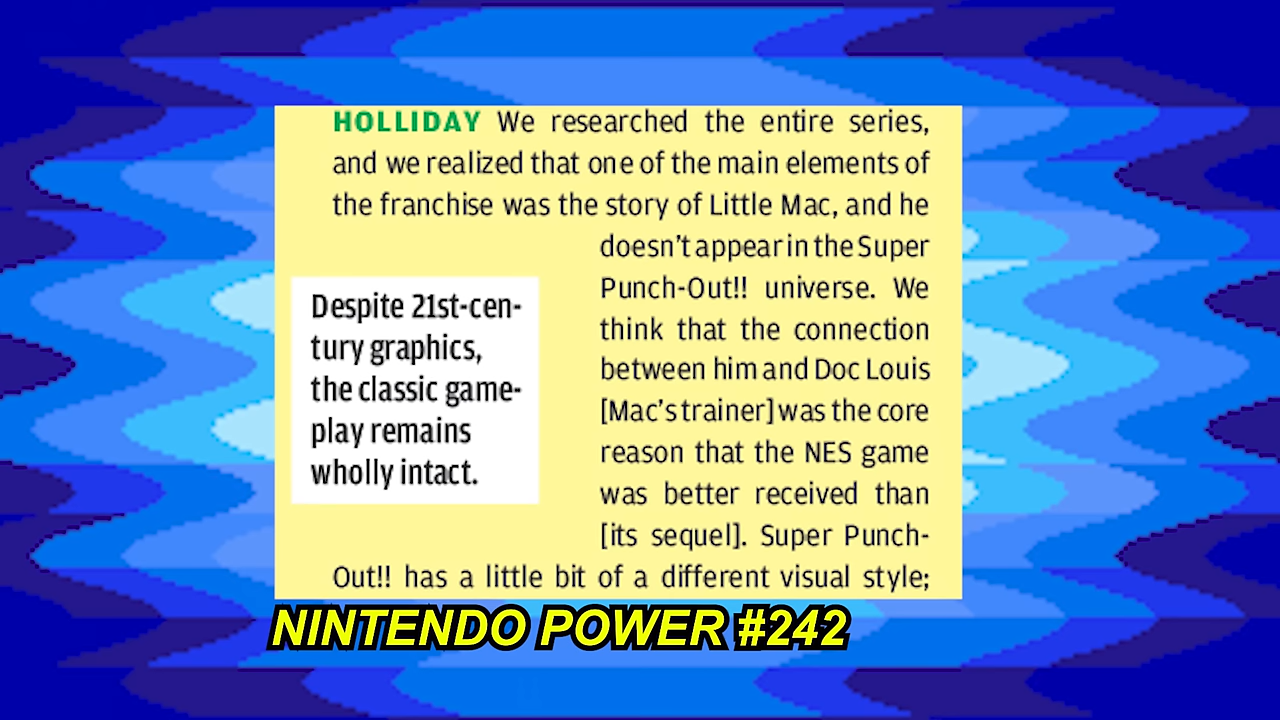 HOLLIDAY We researched the entire series,
and we realized that one of the main elements of
the franchise was the story of Little Mac, and he
doesn't appear in the Super
Punch-Out!! universe. We
think that the connection
between him and Doc Louis
[Mac's trainer] was the core
reason that the NES game
was better received than
[its sequel]. Super Punch-
Out!! has a little bit of a different visual style;
Despite 21st-cen-
tury graphics,
the classic game-
play remains
wholly intact.
NINTENDO POWER #242